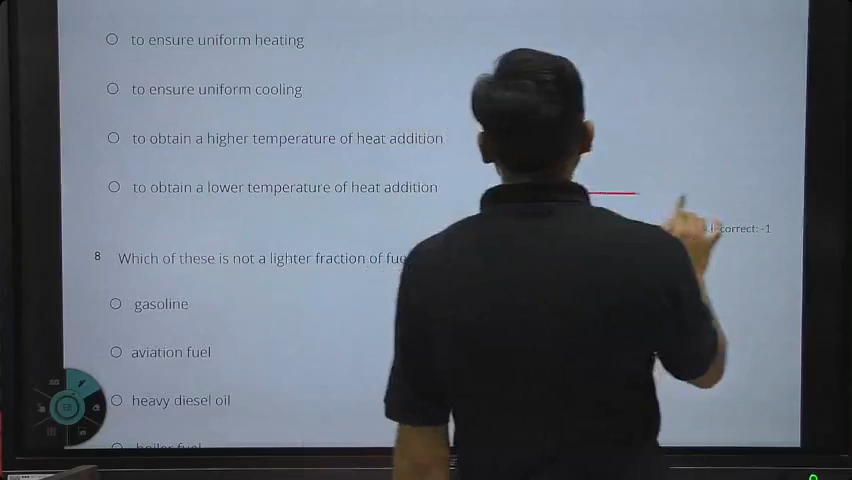 to ensure uniform heating
to ensure uniform cooling
to obtain a higher temperature of heat addition
to obtain a lower temperature of heat addition
correct: -1
8 Which of these is not a lighter fraction of
gasoline
aviation fuel
heavy diesel oil
boiler fuel